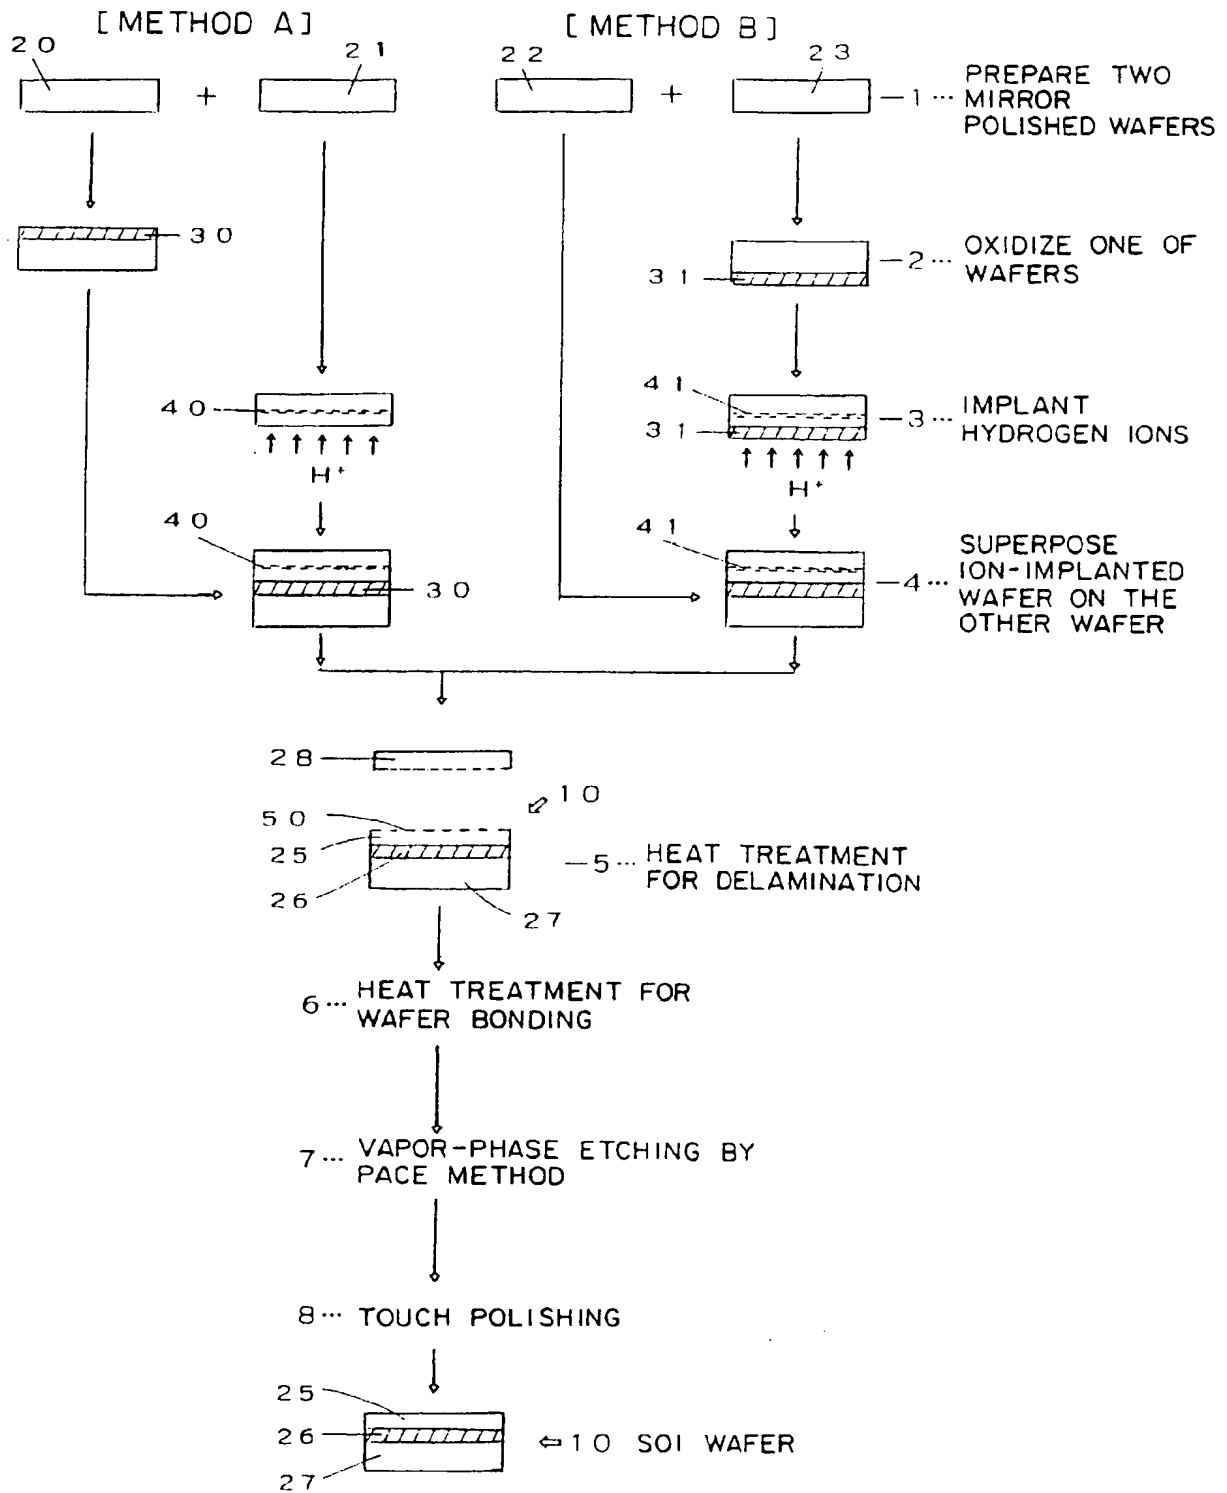 [METHOD A] [METHOD B]
20 21 22 23
+ +
1 ... PREPARE TWO
MIRROR
POLISHED WAFERS
30
2 ... OXIDIZE ONE OF
WAFERS
31
40
41
31
3 ... IMPLANT
HYDROGEN IONS
H+ H+
40
30
41
4 ... SUPERPOSE
ION-IMPLANTED
WAFER ON THE
OTHER WAFER
28
10
50
25
26
27
5 ... HEAT TREATMENT
FOR DELAMINATION
6 ... HEAT TREATMENT FOR
WAFER BONDING
7 ... VAPOR-PHASE ETCHING BY
PACE METHOD
8 ... TOUCH POLISHING
25
26
27
⇦ 10 SOI WAFER